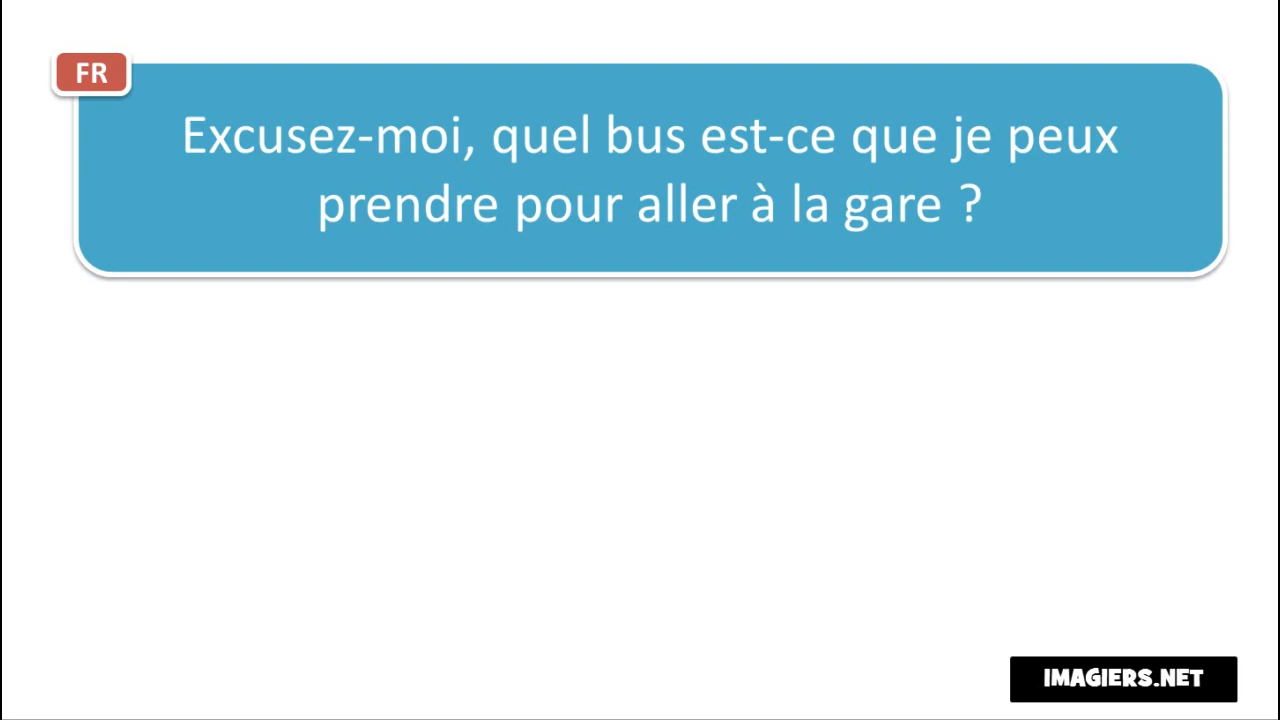 FR
Excusez-moi, quel bus est-ce que je peux
prendre pour aller à la gare ?
IMAGIERS.NET